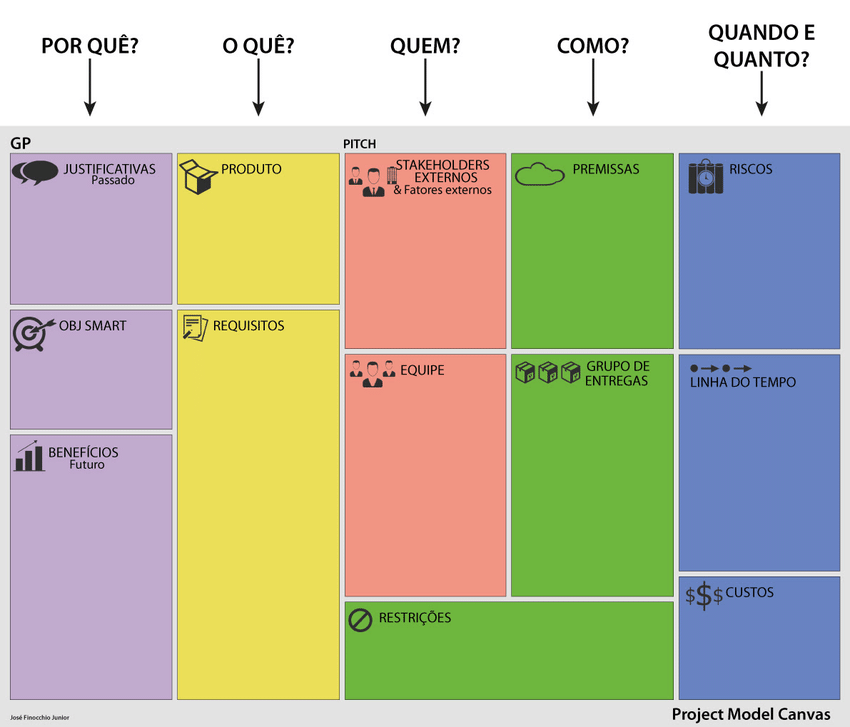 POR QUÊ?
O QUÊ?
QUEM?
COMO?
QUANDO E
QUANTO?
GP
PITCH
JUSTIFICATIVAS
Passado
PRODUTO
STAKEHOLDERS
EXTERNOS
& Fatores externos
PREMISSAS
RISCOS
OBJ SMART
REQUISITOS
EQUIPE
GRUPO DE
ENTREGAS
LINHA DO TEMPO
BENEFÍCIOS
Futuro
$$$ CUSTOS
RESTRIÇÕES
José Finocchio Junior
Project Model Canvas